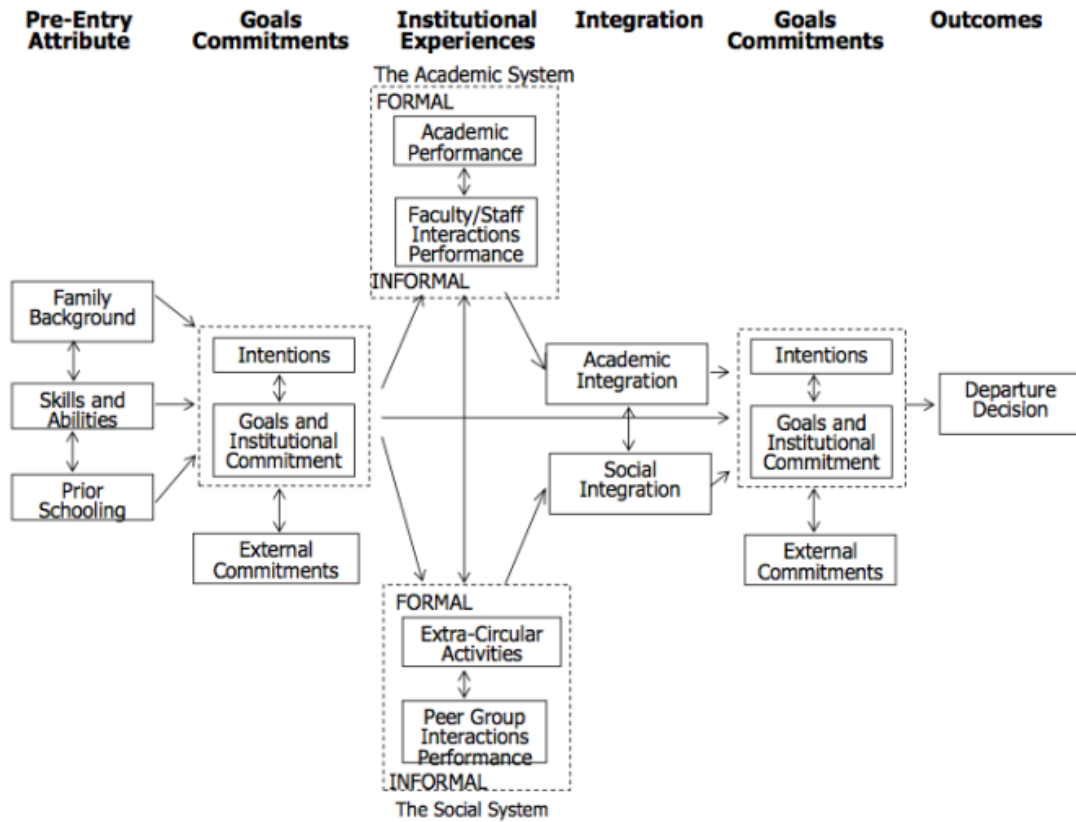 Pre-Entry
Attribute
Goals
Commitments
Institutional
Experiences
Integration
Goals
Commitments
Outcomes
The Academic System
FORMAL
Academic
Performance
Faculty/Staff
Interactions
Performance
INFORMAL
Family
Background
Skills and
Abilities
Prior
Schooling
Intentions
Goals and
Institutional
Commitment
External
Commitments
Academic
Integration
Social
Integration
Intentions
Goals and
Institutional
Commitment
External
Commitments
Departure
Decision
FORMAL
Extra-Circular
Activities
Peer Group
Interactions
Performance
INFORMAL
The Social System